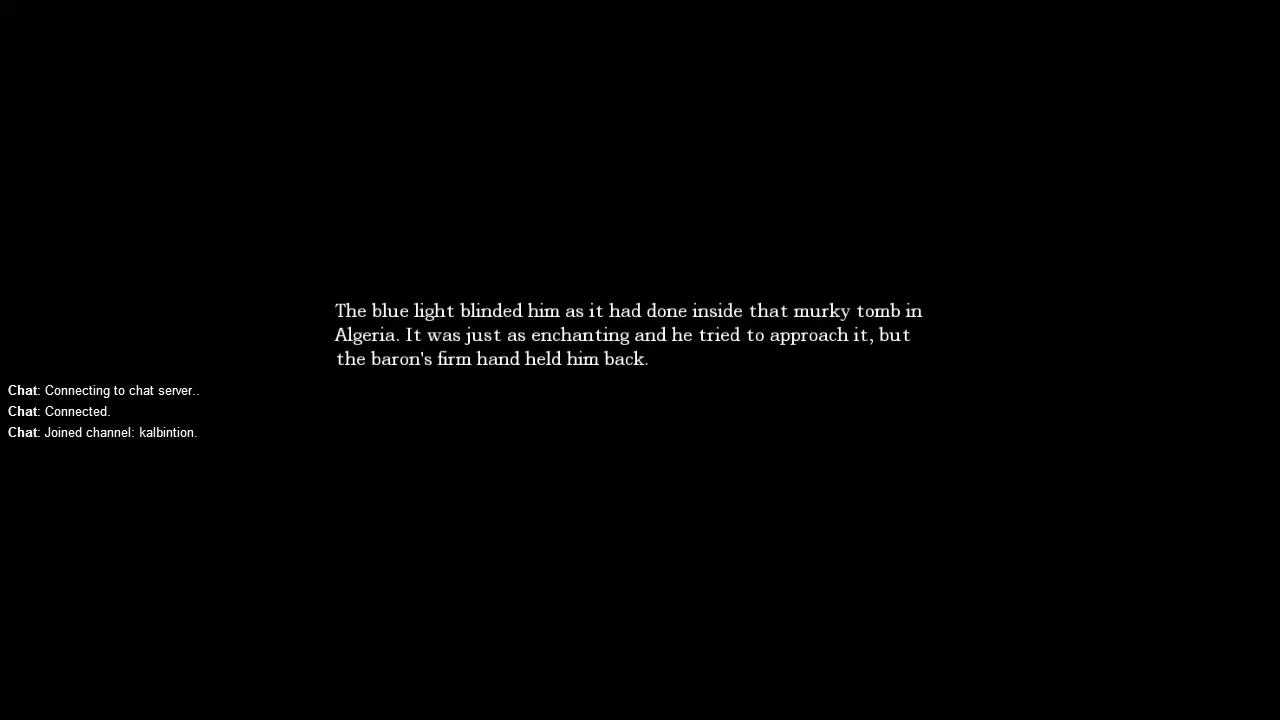 The blue light blinded him as it had done inside that murky tomb in
Algeria. It was just as enchanting and he tried to approach it, but
the baron's firm hand held him back.
Chat: Connecting to chat server..
Chat: Connected.
Chat: Joined channel: kalbintion.